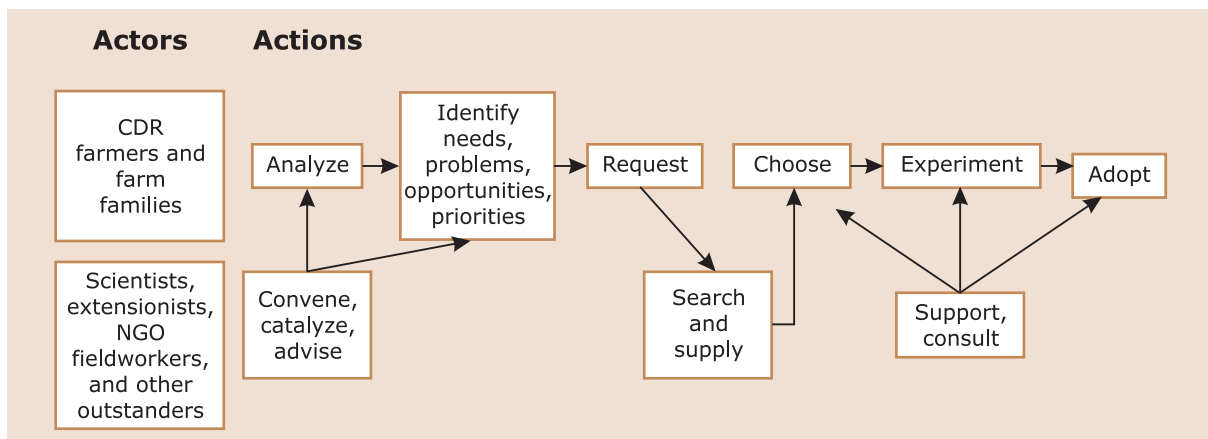 Actors
Actions
CDR
farmers and
farm
families
Analyze
Identify
needs,
problems,
opportunities,
priorities
Request
Choose
Experiment
Adopt
Scientists,
extensionists,
NGO
fieldworkers,
and other
outstanders
Convene,
catalyze,
advise
Search
and
supply
Support,
consult